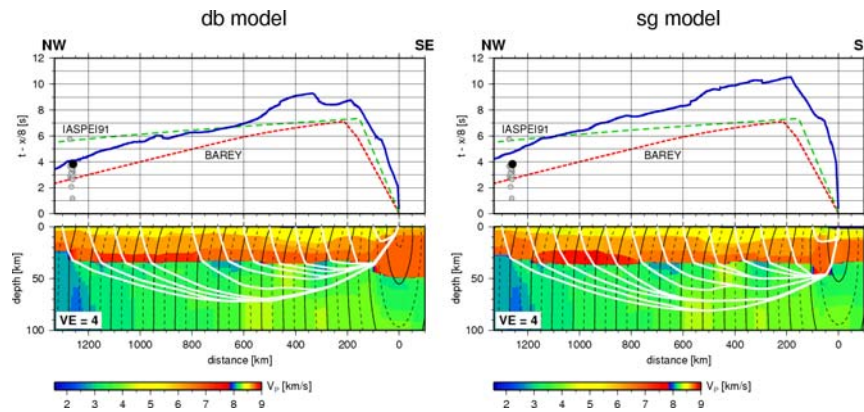 db model
sg model
NW
SE
NW
S
12
10
8
6
4
2
0
t - x/8 [s]
IASPEI91
BAREY
12
10
8
6
4
2
0
t - x/8 [s]
IASPEI91
BAREY
0
50
100
depth [km]
VE = 4
0
50
100
depth [km]
VE = 4
1200 1000 800 600 400 200 0
distance [km]
1200 1000 800 600 400 200 0
distance [km]
2 3 4 5 6 7 8 9
VP [km/s]
2 3 4 5 6 7 8 9
VP [km/s]